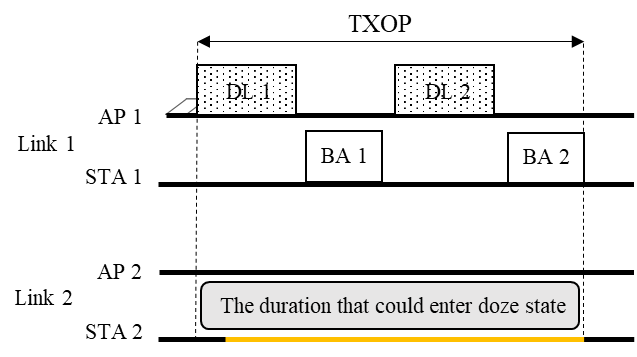 TXOP
DL 1
DL 2
AP 1
Link 1
BA 1
BA 2
STA 1
AP 2
Link 2
The duration that could enter doze state
STA 2